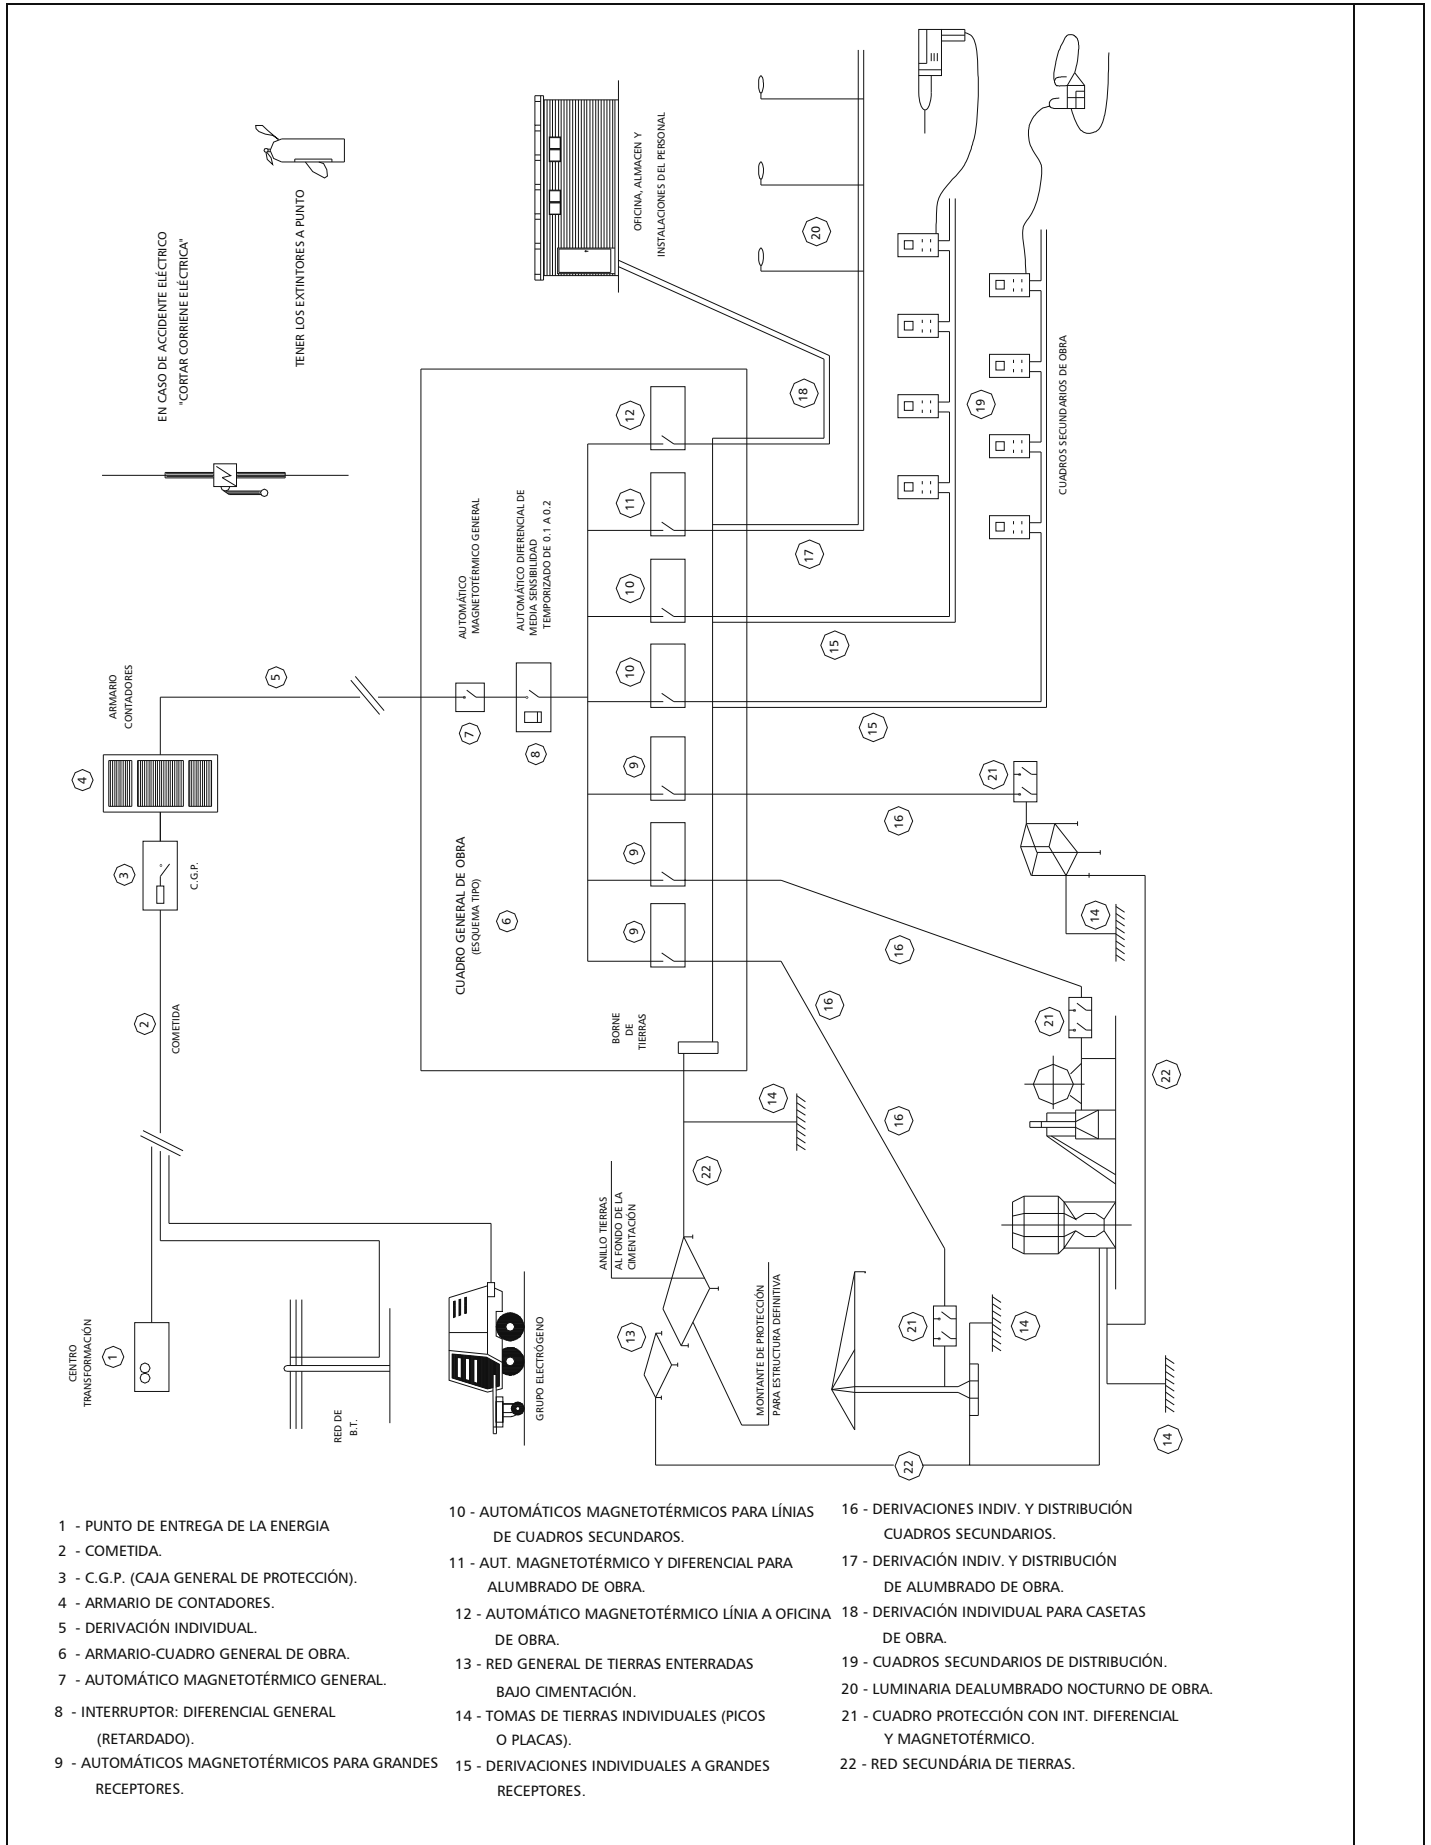 EN CASO DE ACCIDENTE ELÉCTRICO
"CORTAR CORRIENE ELÉCTRICA"
TENER LOS EXTINTORES A PUNTO
OFICINA, ALMACEN Y
INSTALACIONES DEL PERSONAL
20
18
12
11
10
10
9
9
9
17
15
15
19
CUADROS SECUNDARIOS DE OBRA
AUTOMÁTICO
MAGNETOTÉRMICO GENERAL
AUTOMÁTICO DIFERENCIAL DE
MEDIA SENSIBILIDAD
TEMPORIZADO DE 0.1 A 0.2
7
8
ARMARIO
CONTADORES
5
4
3
C.G.P.
2
COMETIDA
CUADRO GENERAL DE OBRA
(ESQUEMA TIPO)
6
BORNE
DE
TIERRAS
16
16
16
16
21
21
21
14
14
14
14
22
22
22
ANILLO TIERRAS
AL FONDO DE LA
CIMENTACIÓN
13
MONTANTE DE PROTECCIÓN
PARA ESTRUCTURA DEFINITIVA
CENTRO
TRANSFORMACIÓN
1
RED DE
B.T.
GRUPO ELECTRÓGENO
1 - PUNTO DE ENTREGA DE LA ENERGIA
2 - COMETIDA.
3 - C.G.P. (CAJA GENERAL DE PROTECCIÓN).
4 - ARMARIO DE CONTADORES.
5 - DERIVACIÓN INDIVIDUAL.
6 - ARMARIO-CUADRO GENERAL DE OBRA.
7 - AUTOMÁTICO MAGNETOTÉRMICO GENERAL.
8 - INTERRUPTOR: DIFERENCIAL GENERAL
(RETARDADO).
9 - AUTOMÁTICOS MAGNETOTÉRMICOS PARA GRANDES
RECEPTORES.
10 - AUTOMÁTICOS MAGNETOTÉRMICOS PARA LÍNIAS
DE CUADROS SECUNDAROS.
11 - AUT. MAGNETOTÉRMICO Y DIFERENCIAL PARA
ALUMBRADO DE OBRA.
12 - AUTOMÁTICO MAGNETOTÉRMICO LÍNIA A OFICINA
DE OBRA.
13 - RED GENERAL DE TIERRAS ENTERRADAS
BAJO CIMENTACIÓN.
14 - TOMAS DE TIERRAS INDIVIDUALES (PICOS
O PLACAS).
15 - DERIVACIONES INDIVIDUALES A GRANDES
RECEPTORES.
16 - DERIVACIONES INDIV. Y DISTRIBUCIÓN
CUADROS SECUNDARIOS.
17 - DERIVACIÓN INDIV. Y DISTRIBUCIÓN
DE ALUMBRADO DE OBRA.
18 - DERIVACIÓN INDIVIDUAL PARA CASETAS
DE OBRA.
19 - CUADROS SECUNDARIOS DE DISTRIBUCIÓN.
20 - LUMINARIA DEALUMBRADO NOCTURNO DE OBRA.
21 - CUADRO PROTECCIÓN CON INT. DIFERENCIAL
Y MAGNETOTÉRMICO.
22 - RED SECUNDÁRIA DE TIERRAS.